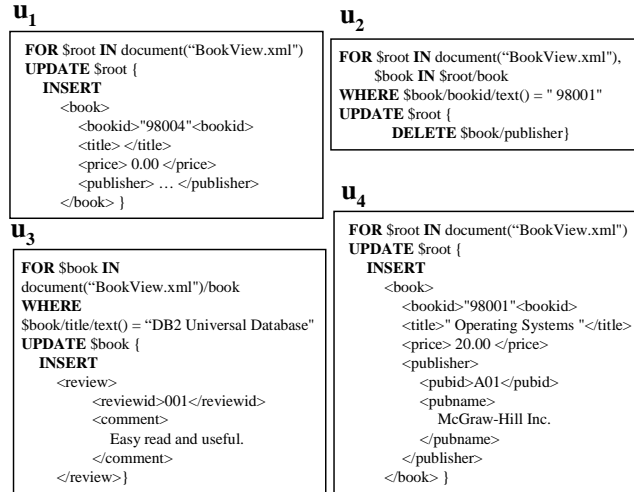 u1
FOR $root IN document(“BookView.xml”)
UPDATE $root {
INSERT
<book>
<bookid>"98004"<bookid>
<title> </title>
<price> 0.00 </price>
<publisher> … </publisher>
</book> }
u2
FOR $root IN document(“BookView.xml”),
$book IN $root/book
WHERE $book/bookid/text() = " 98001"
UPDATE $root {
DELETE $book/publisher}
u3
FOR $book IN
document(“BookView.xml”)/book
WHERE
$book/title/text() = “DB2 Universal Database"
UPDATE $book {
INSERT
<review>
<reviewid>001</reviewid>
<comment>
Easy read and useful.
</comment>
</review>}
u4
FOR $root IN document(“BookView.xml”)
UPDATE $root {
INSERT
<book>
<bookid>"98001"<bookid>
<title>" Operating Systems "</title>
<price> 20.00 </price>
<publisher>
<pubid>A01</pubid>
<pubname>
McGraw-Hill Inc.
</pubname>
</publisher>
</book> }